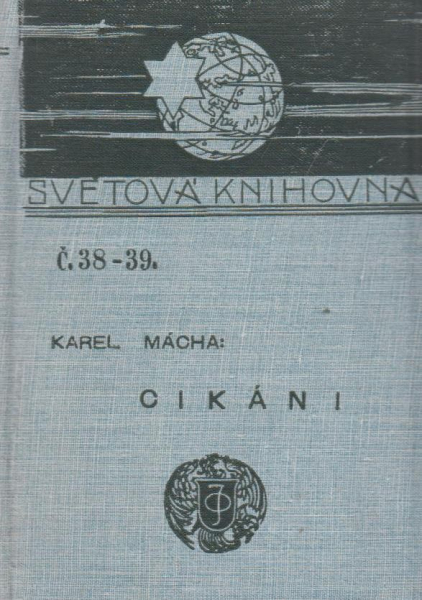 SVĚTOVÁ KNIHOVNA
Č. 38-39.
KAREL MÁCHA:
CIKÁNI